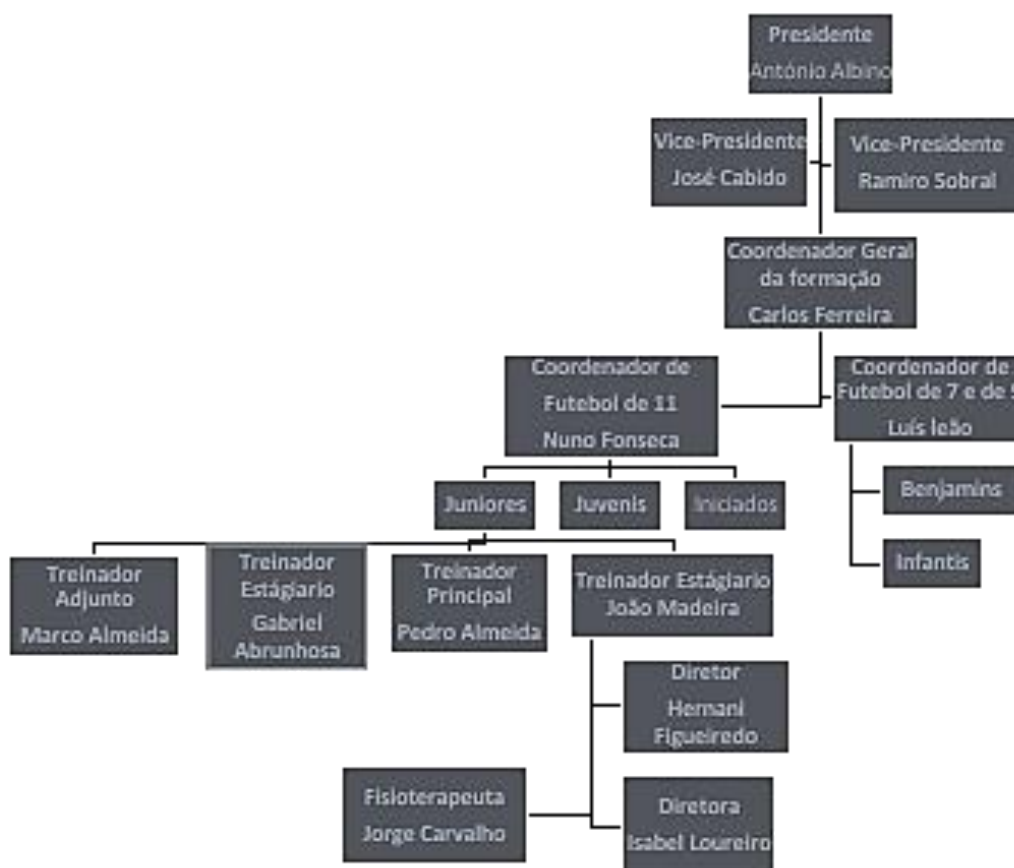 Presidente
António Albino
Vice-Presidente
José Cabido
Vice-Presidente
Ramiro Sobral
Coordenador Geral
da formação
Carlos Ferreira
Coordenador de
Futebol de 11
Nuno Fonseca
Coordenador de
Futebol de 7 e de
Luís leão
Juniores
Juvenis
Iniciados
Benjamins
Infantis
Treinador
Adjunto
Marco Almeida
Treinador
Estágiario
Gabriel
Abrunhosa
Treinador
Principal
Pedro Almeida
Treinador Estágiario
João Madeira
Diretor
Hernani
Figueiredo
Fisioterapeuta
Jorge Carvalho
Diretora
Isabel Loureiro